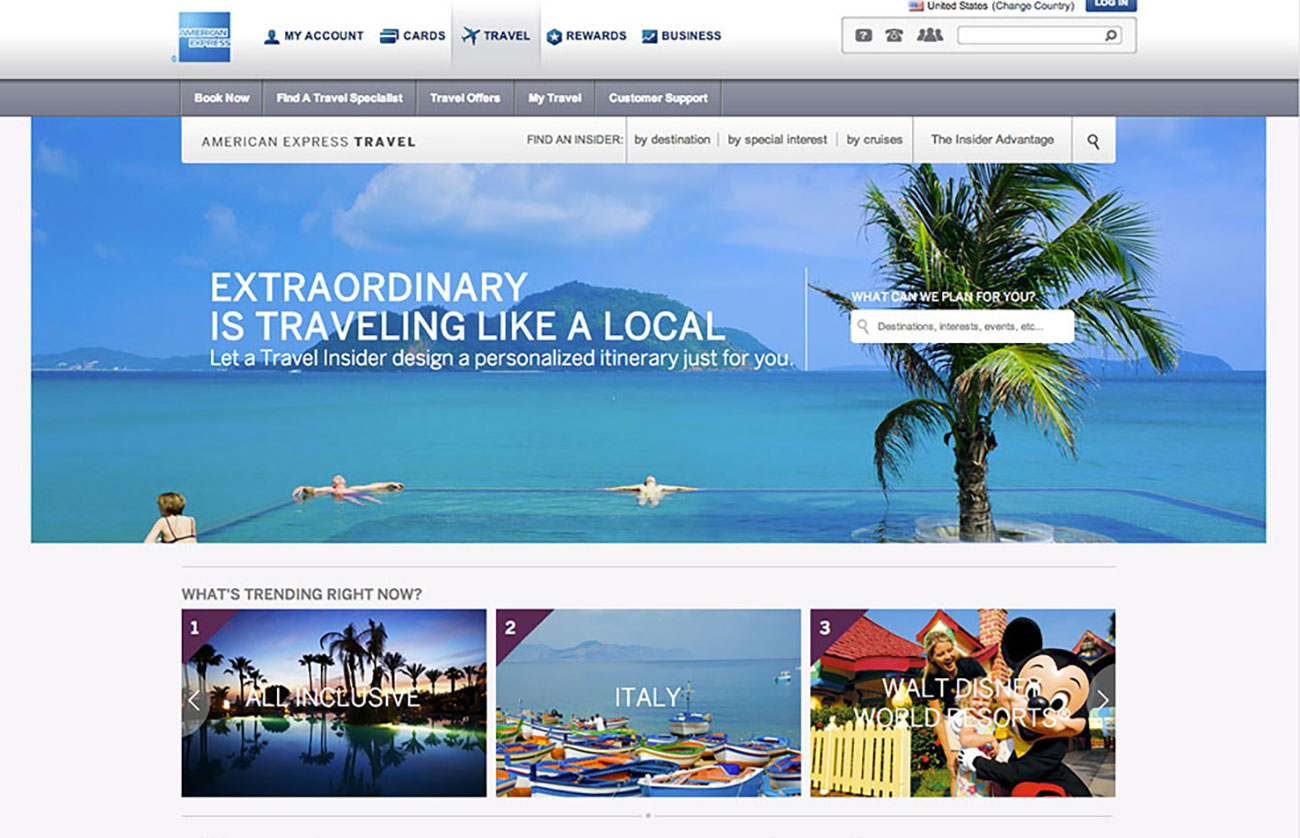 United States (Change Country)
LOG IN
AMERICAN EXPRESS
MY ACCOUNT
CARDS
TRAVEL
REWARDS
BUSINESS
Book Now
Find A Travel Specialist
Travel Offers
My Travel
Customer Support
AMERICAN EXPRESS TRAVEL
FIND AN INSIDER:
by destination
by special interest
by cruises
The Insider Advantage
EXTRAORDINARY
IS TRAVELING LIKE A LOCAL
Let a Travel Insider design a personalized itinerary just for you.
WHAT CAN WE PLAN FOR YOU?
Destinations, interests, events, etc...
WHAT'S TRENDING RIGHT NOW?
1
ALL INCLUSIVE
2
ITALY
3
WALT DISNEY
WORLD RESORTS®